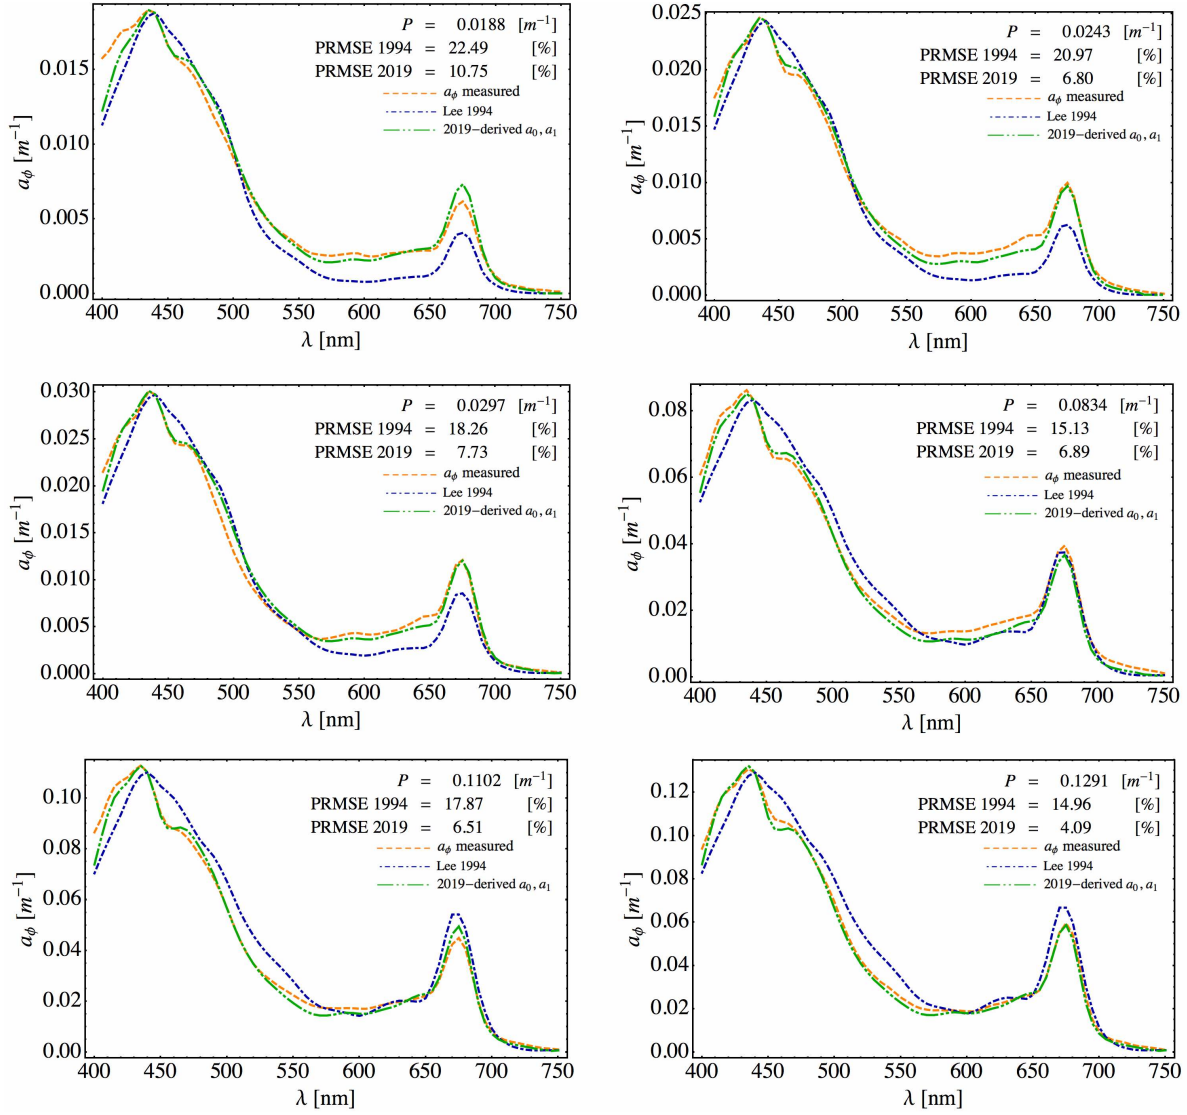 P = 0.0188 [m⁻¹]
PRMSE 1994 = 22.49 [%]
PRMSE 2019 = 10.75 [%]
aϕ measured
Lee 1994
2019−derived a₀, a₁
0.015
0.010
0.005
0.000
aϕ [m⁻¹]
400 450 500 550 600 650 700 750
λ [nm]
P = 0.0243 [m⁻¹]
PRMSE 1994 = 20.97 [%]
PRMSE 2019 = 6.80 [%]
aϕ measured
Lee 1994
2019−derived a₀, a₁
0.025
0.020
0.015
0.010
0.005
0.000
aϕ [m⁻¹]
400 450 500 550 600 650 700 750
λ [nm]
P = 0.0297 [m⁻¹]
PRMSE 1994 = 18.26 [%]
PRMSE 2019 = 7.73 [%]
aϕ measured
Lee 1994
2019−derived a₀, a₁
0.030
0.025
0.020
0.015
0.010
0.005
0.000
aϕ [m⁻¹]
400 450 500 550 600 650 700 750
λ [nm]
P = 0.0834 [m⁻¹]
PRMSE 1994 = 15.13 [%]
PRMSE 2019 = 6.89 [%]
aϕ measured
Lee 1994
2019−derived a₀, a₁
0.08
0.06
0.04
0.02
0.00
aϕ [m⁻¹]
400 450 500 550 600 650 700 750
λ [nm]
P = 0.1102 [m⁻¹]
PRMSE 1994 = 17.87 [%]
PRMSE 2019 = 6.51 [%]
aϕ measured
Lee 1994
2019−derived a₀, a₁
0.10
0.08
0.06
0.04
0.02
0.00
aϕ [m⁻¹]
400 450 500 550 600 650 700 750
λ [nm]
P = 0.1291 [m⁻¹]
PRMSE 1994 = 14.96 [%]
PRMSE 2019 = 4.09 [%]
aϕ measured
Lee 1994
2019−derived a₀, a₁
0.12
0.10
0.08
0.06
0.04
0.02
0.00
aϕ [m⁻¹]
400 450 500 550 600 650 700 750
λ [nm]